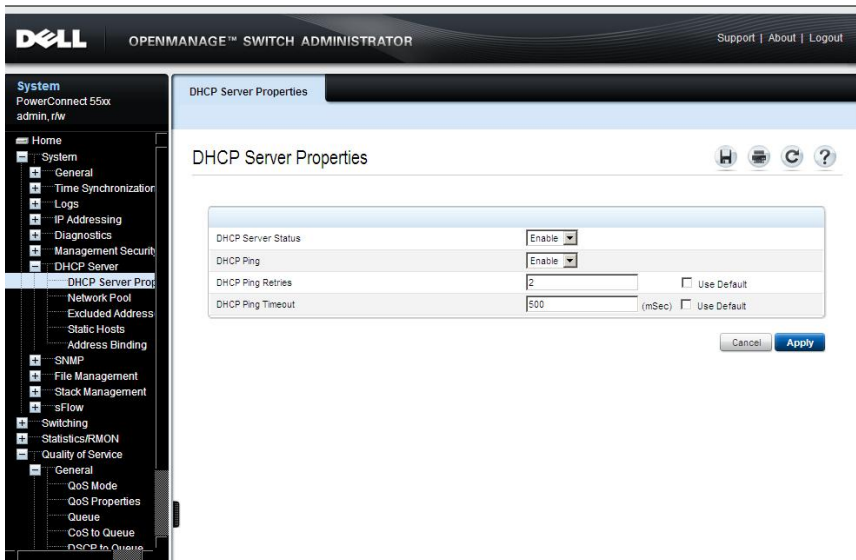 DELL OPENMANAGE™ SWITCH ADMINISTRATOR Support | About | Logout
System
PowerConnect 55xx
admin, r/w
DHCP Server Properties
Home
System
General
Time Synchronization
Logs
IP Addressing
Diagnostics
Management Securit
DHCP Server
DHCP Server Prop
Network Pool
Excluded Address
Static Hosts
Address Binding
SNMP
File Management
Stack Management
sFlow
Switching
Statistics/RMON
Quality of Service
General
QoS Mode
QoS Properties
Queue
CoS to Queue
DSCP to Queue
DHCP Server Properties
DHCP Server Status Enable
DHCP Ping Enable
DHCP Ping Retries 2 Use Default
DHCP Ping Timeout 500 (mSec) Use Default
Cancel Apply